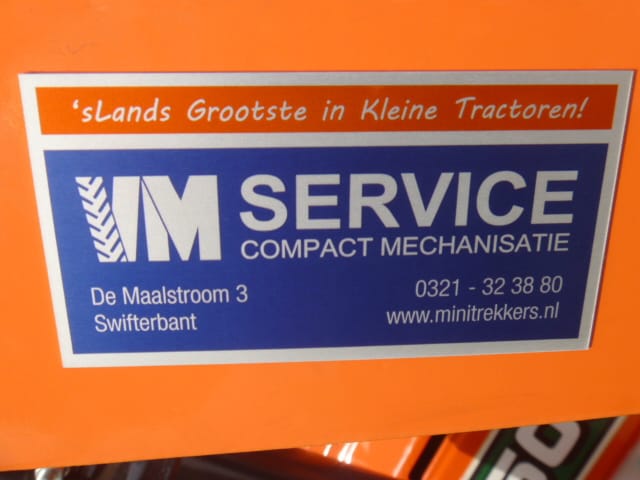 'sLands Grootste in Kleine Tractoren!
VM SERVICE
COMPACT MECHANISATIE
De Maalstroom 3
Swifterbant
0321 - 32 38 80
www.minitrekkers.nl
50